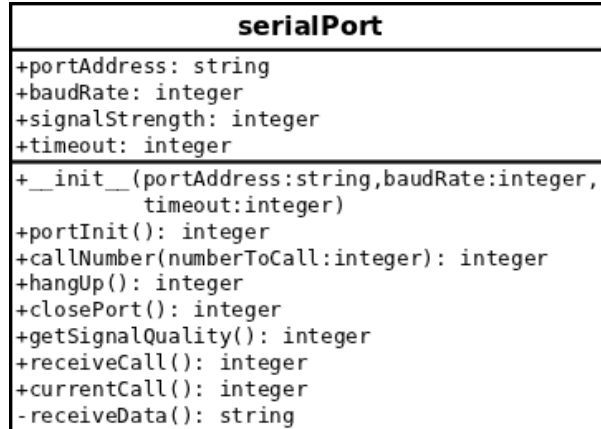 serialPort
+portAddress: string
+baudRate: integer
+signalStrength: integer
+timeout: integer
+__init__(portAddress:string,baudRate:integer,
timeout:integer)
+portInit(): integer
+callNumber(numberToCall:integer): integer
+hangUp(): integer
+closePort(): integer
+getSignalQuality(): integer
+receiveCall(): integer
+currentCall(): integer
-receiveData(): string